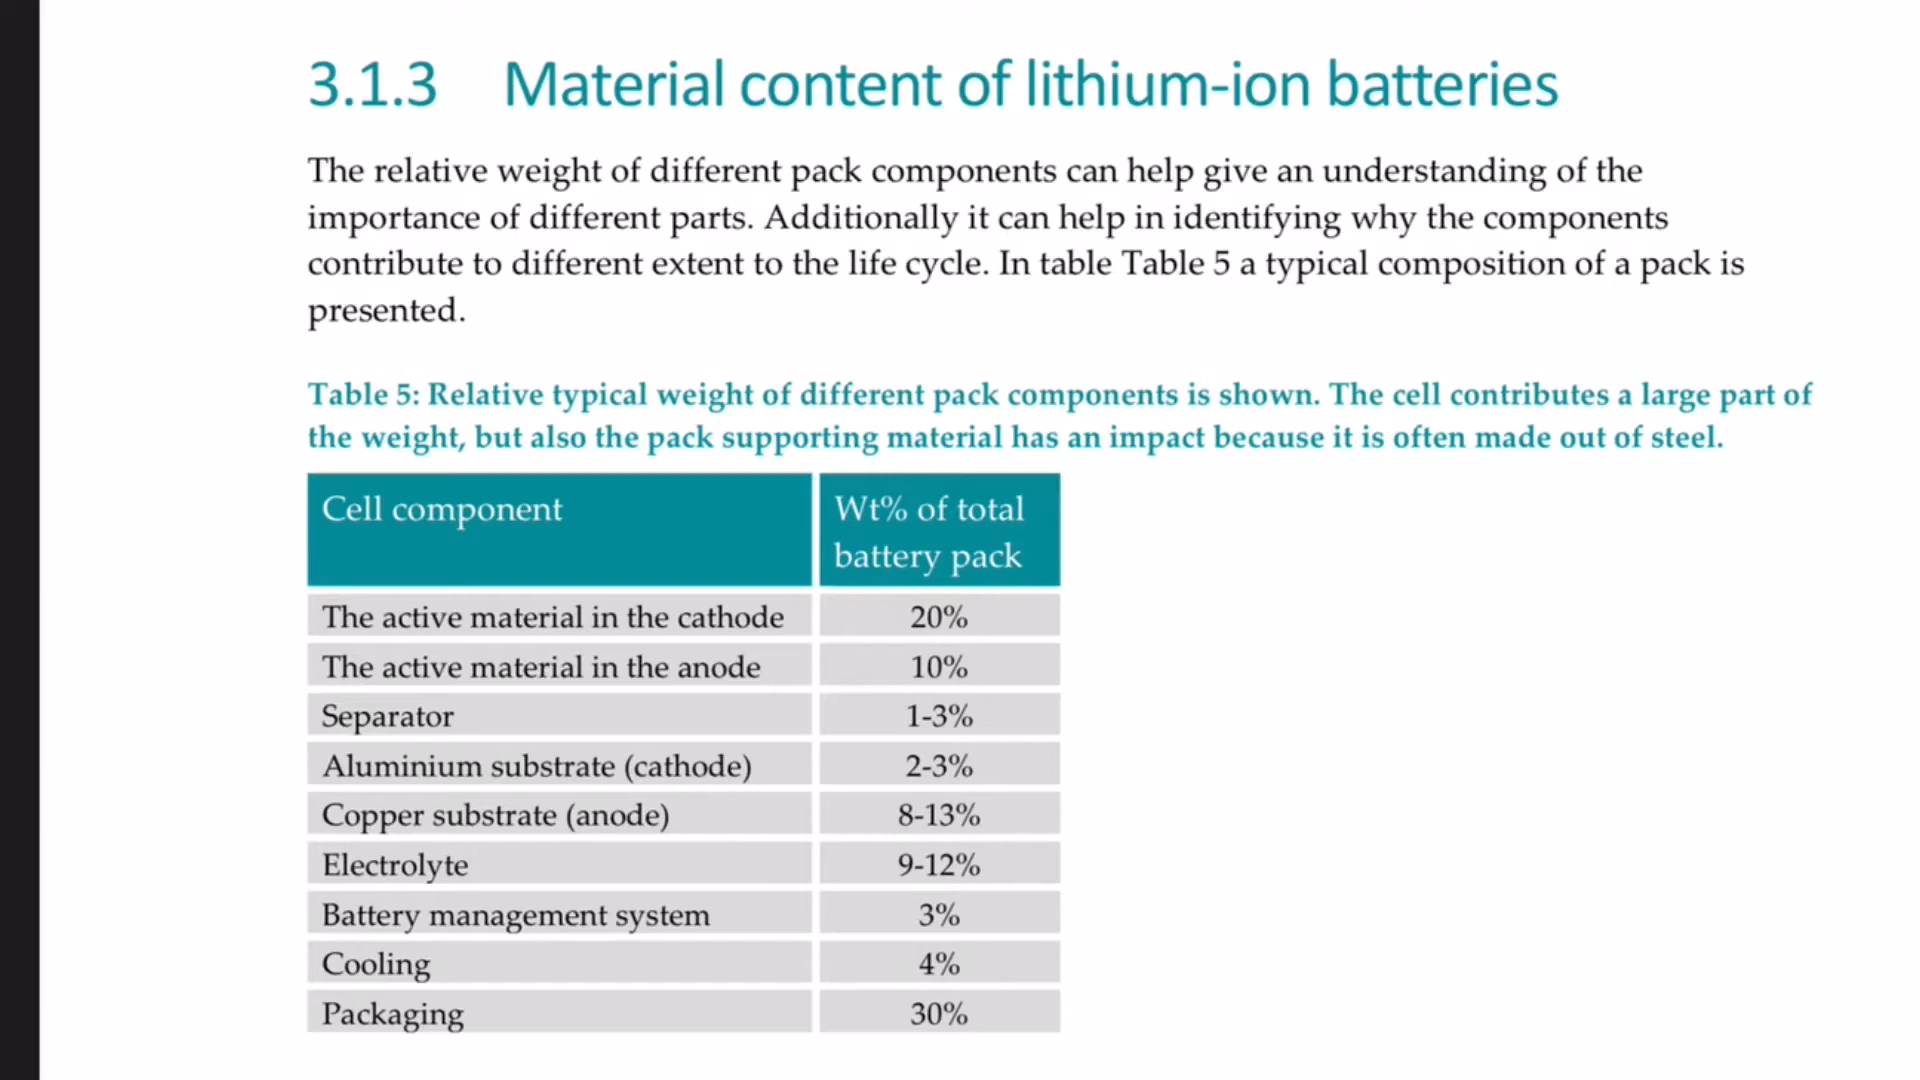 3.1.3 Material content of lithium-ion batteries
The relative weight of different pack components can help give an understanding of the
importance of different parts. Additionally it can help in identifying why the components
contribute to different extent to the life cycle. In table Table 5 a typical composition of a pack is
presented.
Table 5: Relative typical weight of different pack components is shown. The cell contributes a large part of
the weight, but also the pack supporting material has an impact because it is often made out of steel.
Cell component Wt% of total
battery pack
The active material in the cathode 20%
The active material in the anode 10%
Separator 1-3%
Aluminium substrate (cathode) 2-3%
Copper substrate (anode) 8-13%
Electrolyte 9-12%
Battery management system 3%
Cooling 4%
Packaging 30%